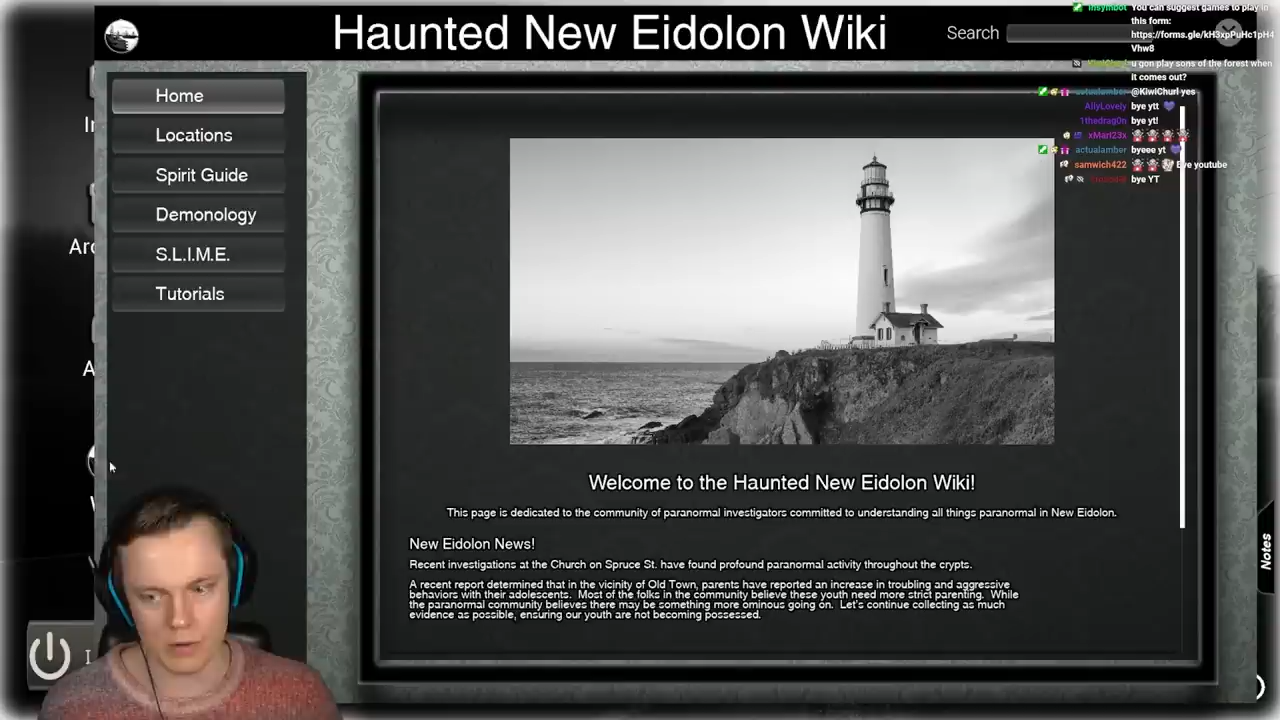 Haunted New Eidolon Wiki
Search
Home
Locations
Spirit Guide
Demonology
S.L.I.M.E.
Tutorials
Welcome to the Haunted New Eidolon Wiki!
This page is dedicated to the community of paranormal investigators committed to understanding all things paranormal in New Eidolon.
New Eidolon News!
Recent investigations at the Church on Spruce St. have found profound paranormal activity throughout the crypts.
A recent report determined that in the vicinity of Old Town, parents have reported an increase in troubling and aggressive
behaviors with their adolescents. Most of the folks in the community believe these youth need more strict parenting. While
the paranormal community believes there may be something more ominous going on. Let's continue collecting as much
evidence as possible, ensuring our youth are not becoming possessed.
You can suggest games to play in
this form:
https://forms.gle/kH3xpPuHc1pH4
Vhw8
u gon play sons of the forest when
it comes out?
actualamber @KiwiChurl yes
AllyLovely bye ytt
1thedrag0n bye yt!
xMari23x
actualamber byeee yt
samwich422 Bye youtube
bye YT
Notes